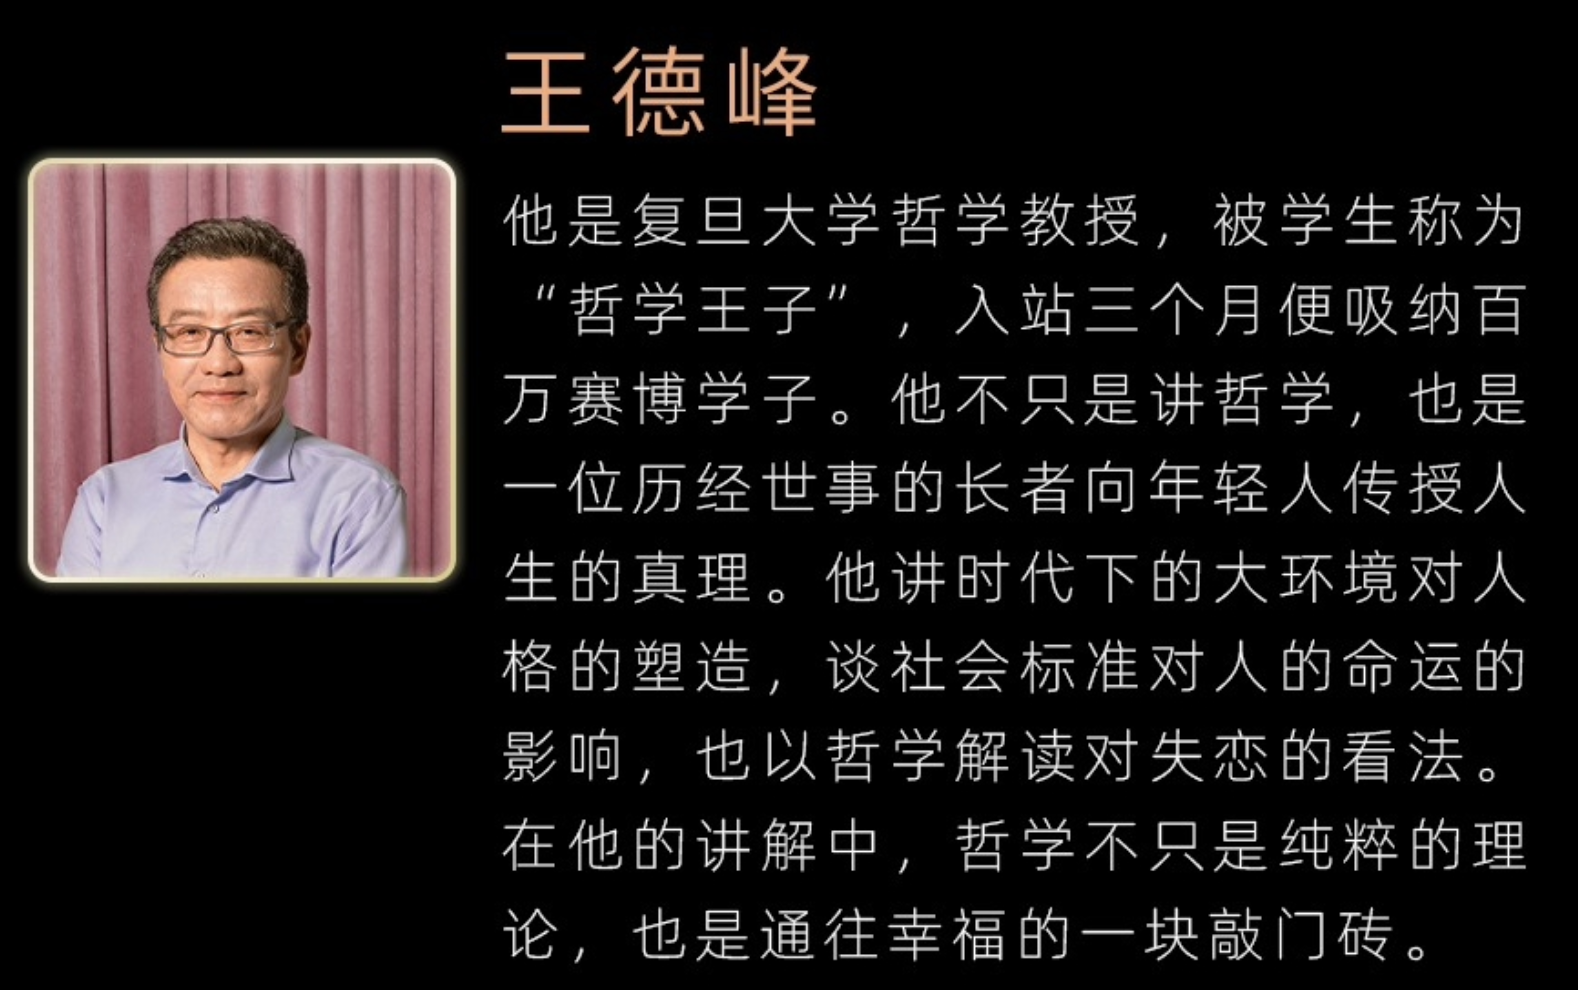 王德峰
他是复旦大学哲学教授，被学生称为
“哲学王子”，入站三个月便吸纳百
万赛博学子。他不只是讲哲学，也是
一位历经世事的长者向年轻人传授人
生的真理。他讲时代下的大环境对人
格的塑造，谈社会标准对人的命运的
影响，也以哲学解读对失恋的看法。
在他的讲解中，哲学不只是纯粹的理
论，也是通往幸福的一块敲门砖。